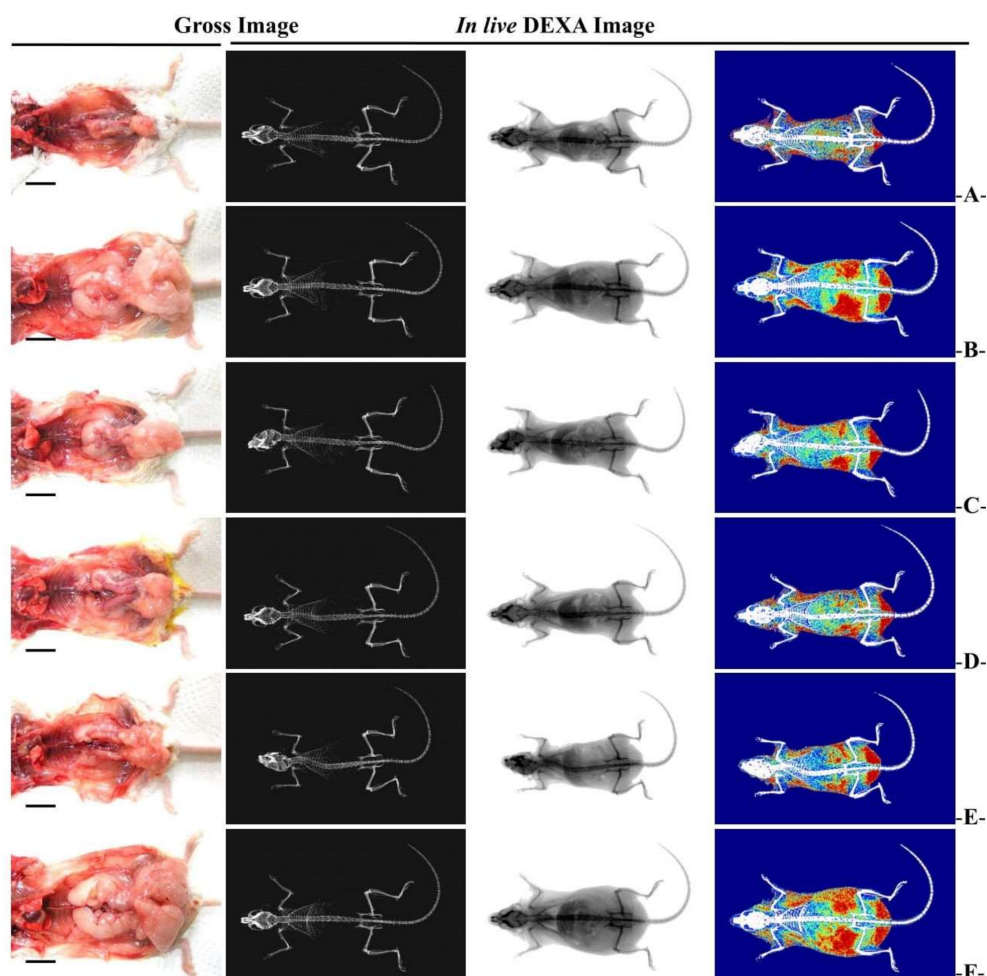 Gross Image
In live DEXA Image
-A-
-B-
-C-
-D-
-E-
-F-